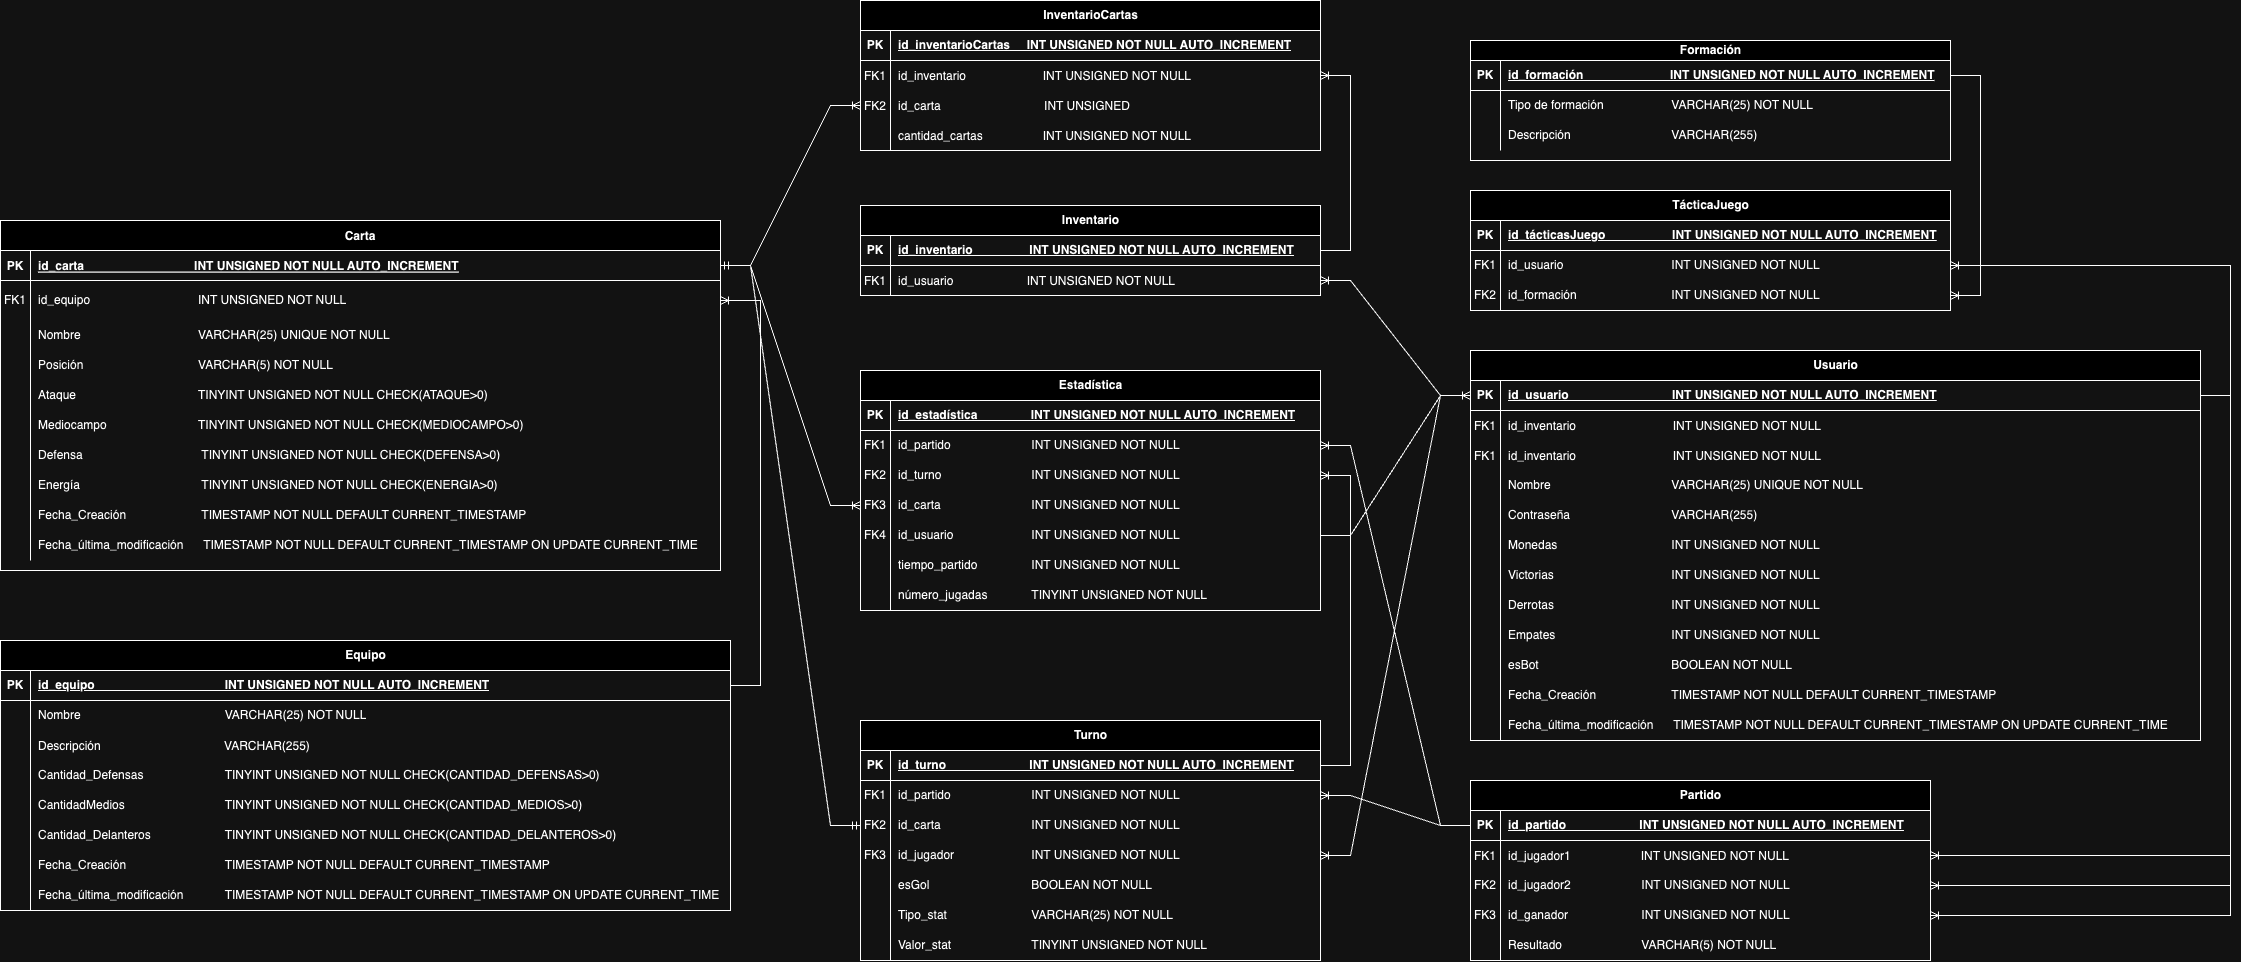 InventarioCartas
PK id_inventarioCartas INT UNSIGNED NOT NULL AUTO_INCREMENT
FK1 id_inventario INT UNSIGNED NOT NULL
FK2 id_carta INT UNSIGNED
cantidad_cartas INT UNSIGNED NOT NULL
Formación
PK id_formación INT UNSIGNED NOT NULL AUTO_INCREMENT
Tipo de formación VARCHAR(25) NOT NULL
Descripción VARCHAR(255)
Inventario
PK id_inventario INT UNSIGNED NOT NULL AUTO_INCREMENT
FK1 id_usuario INT UNSIGNED NOT NULL
TácticaJuego
PK id_tácticasJuego INT UNSIGNED NOT NULL AUTO_INCREMENT
FK1 id_usuario INT UNSIGNED NOT NULL
FK2 id_formación INT UNSIGNED NOT NULL
Carta
PK id_carta INT UNSIGNED NOT NULL AUTO_INCREMENT
FK1 id_equipo INT UNSIGNED NOT NULL
Nombre VARCHAR(25) UNIQUE NOT NULL
Posición VARCHAR(5) NOT NULL
Ataque TINYINT UNSIGNED NOT NULL CHECK(ATAQUE>0)
Mediocampo TINYINT UNSIGNED NOT NULL CHECK(MEDIOCAMPO>0)
Defensa TINYINT UNSIGNED NOT NULL CHECK(DEFENSA>0)
Energía TINYINT UNSIGNED NOT NULL CHECK(ENERGIA>0)
Fecha_Creación TIMESTAMP NOT NULL DEFAULT CURRENT_TIMESTAMP
Fecha_última_modificación TIMESTAMP NOT NULL DEFAULT CURRENT_TIMESTAMP ON UPDATE CURRENT_TIME
Estadística
PK id_estadística INT UNSIGNED NOT NULL AUTO_INCREMENT
FK1 id_partido INT UNSIGNED NOT NULL
FK2 id_turno INT UNSIGNED NOT NULL
FK3 id_carta INT UNSIGNED NOT NULL
FK4 id_usuario INT UNSIGNED NOT NULL
tiempo_partido INT UNSIGNED NOT NULL
número_jugadas TINYINT UNSIGNED NOT NULL
Usuario
PK id_usuario INT UNSIGNED NOT NULL AUTO_INCREMENT
FK1 id_inventario INT UNSIGNED NOT NULL
FK1 id_inventario INT UNSIGNED NOT NULL
Nombre VARCHAR(25) UNIQUE NOT NULL
Contraseña VARCHAR(255)
Monedas INT UNSIGNED NOT NULL
Victorias INT UNSIGNED NOT NULL
Derrotas INT UNSIGNED NOT NULL
Empates INT UNSIGNED NOT NULL
esBot BOOLEAN NOT NULL
Fecha_Creación TIMESTAMP NOT NULL DEFAULT CURRENT_TIMESTAMP
Fecha_última_modificación TIMESTAMP NOT NULL DEFAULT CURRENT_TIMESTAMP ON UPDATE CURRENT_TIME
Equipo
PK id_equipo INT UNSIGNED NOT NULL AUTO_INCREMENT
Nombre VARCHAR(25) NOT NULL
Descripción VARCHAR(255)
Cantidad_Defensas TINYINT UNSIGNED NOT NULL CHECK(CANTIDAD_DEFENSAS>0)
CantidadMedios TINYINT UNSIGNED NOT NULL CHECK(CANTIDAD_MEDIOS>0)
Cantidad_Delanteros TINYINT UNSIGNED NOT NULL CHECK(CANTIDAD_DELANTEROS>0)
Fecha_Creación TIMESTAMP NOT NULL DEFAULT CURRENT_TIMESTAMP
Fecha_última_modificación TIMESTAMP NOT NULL DEFAULT CURRENT_TIMESTAMP ON UPDATE CURRENT_TIME
Turno
PK id_turno INT UNSIGNED NOT NULL AUTO_INCREMENT
FK1 id_partido INT UNSIGNED NOT NULL
FK2 id_carta INT UNSIGNED NOT NULL
FK3 id_jugador INT UNSIGNED NOT NULL
esGol BOOLEAN NOT NULL
Tipo_stat VARCHAR(25) NOT NULL
Valor_stat TINYINT UNSIGNED NOT NULL
Partido
PK id_partido INT UNSIGNED NOT NULL AUTO_INCREMENT
FK1 id_jugador1 INT UNSIGNED NOT NULL
FK2 id_jugador2 INT UNSIGNED NOT NULL
FK3 id_ganador INT UNSIGNED NOT NULL
Resultado VARCHAR(5) NOT NULL